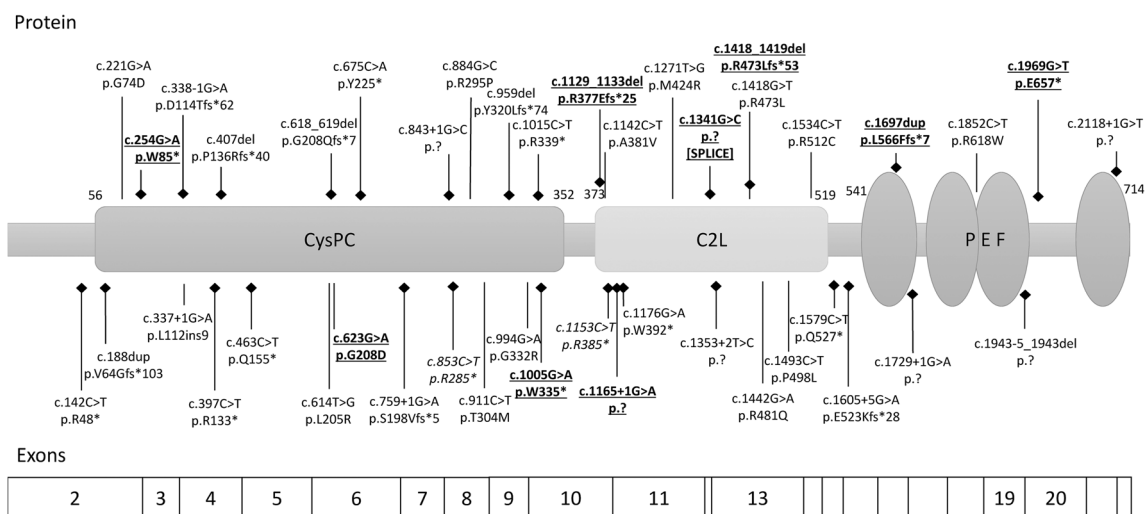 Protein
c.221G>A
p.G74D
c.254G>A
p.W85*
c.338-1G>A
p.D114Tfs*62
c.407del
p.P136Rfs*40
c.618_619del
p.G208Qfs*7
c.675C>A
p.Y225*
c.843+1G>C
p.?
c.884G>C
p.R295P
c.959del
p.Y320Lfs*74
c.1015C>T
p.R339*
c.1129_1133del
p.R377Efs*25
c.1142C>T
p.A381V
c.1271T>G
p.M424R
c.1341G>C
p.?
[SPLICE]
c.1418_1419del
p.R473Lfs*53
c.1418G>T
p.R473L
c.1534C>T
p.R512C
c.1697dup
p.L566Ffs*7
c.1852C>T
p.R618W
c.1969G>T
p.E657*
c.2118+1G>T
p.?
56
352
373
519
541
714
CysPC
C2L
P E F
c.142C>T
p.R48*
c.188dup
p.V64Gfs*103
c.337+1G>A
p.L112ins9
c.397C>T
p.R133*
c.463C>T
p.Q155*
c.614T>G
p.L205R
c.623G>A
p.G208D
c.759+1G>A
p.S198Vfs*5
c.853C>T
p.R285*
c.911C>T
p.T304M
c.994G>A
p.G332R
c.1005G>A
p.W335*
c.1153C>T
p.R385*
c.1165+1G>A
p.?
c.1176G>A
p.W392*
c.1353+2T>C
p.?
c.1442G>A
p.R481Q
c.1493C>T
p.P498L
c.1579C>T
p.Q527*
c.1605+5G>A
p.E523Kfs*28
c.1729+1G>A
p.?
c.1943-5_1943del
p.?
Exons
2 3 4 5 6 7 8 9 10 11 13 19 20